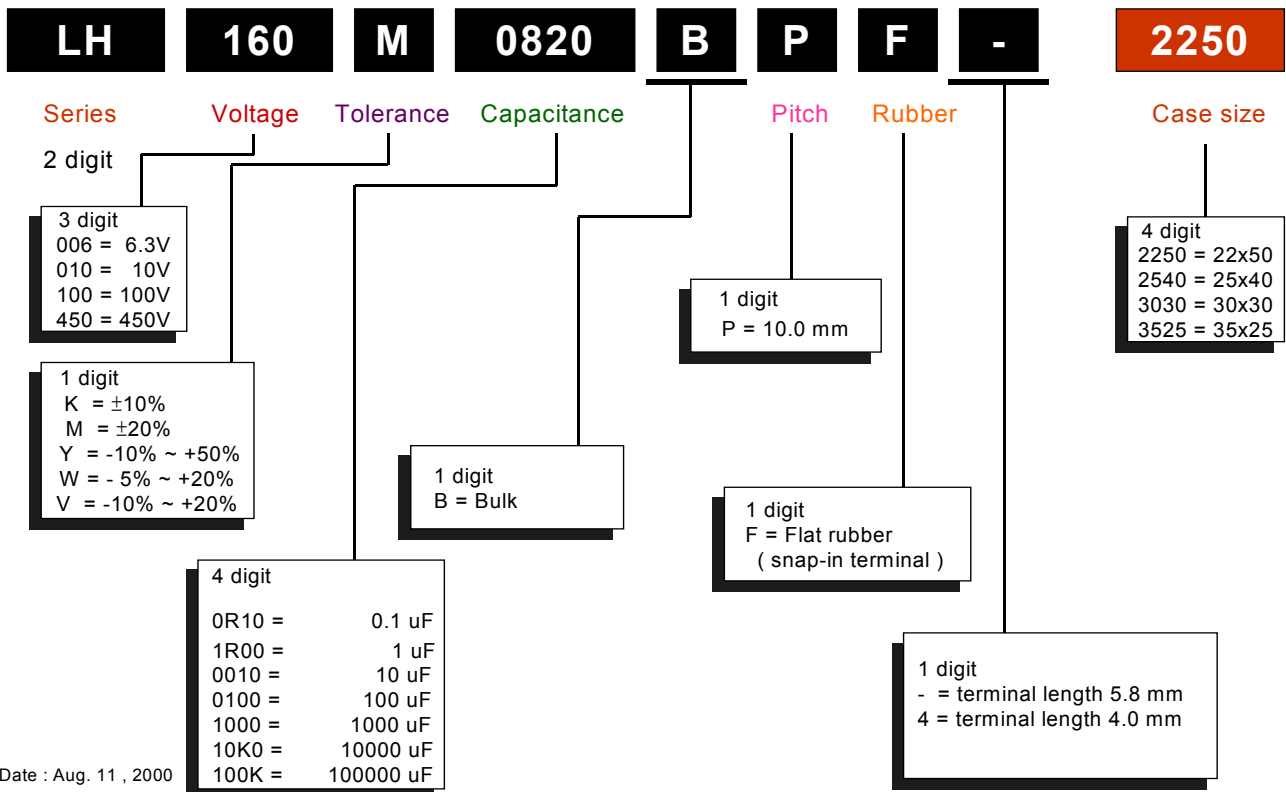 LH 160 M 0820 B P F - 2250
Series Voltage Tolerance Capacitance Pitch Rubber Case size
2 digit
3 digit
006 = 6.3V
010 = 10V
100 = 100V
450 = 450V
4 digit
2250 = 22x50
2540 = 25x40
3030 = 30x30
3525 = 35x25
1 digit
P = 10.0 mm
1 digit
K = ±10%
M = ±20%
Y = -10% ~ +50%
W = - 5% ~ +20%
V = -10% ~ +20%
1 digit
B = Bulk
1 digit
F = Flat rubber
( snap-in terminal )
4 digit
0R10 = 0.1 uF
1R00 = 1 uF
0010 = 10 uF
0100 = 100 uF
1000 = 1000 uF
10K0 = 10000 uF
100K = 100000 uF
1 digit
- = terminal length 5.8 mm
4 = terminal length 4.0 mm
Date : Aug. 11 , 2000